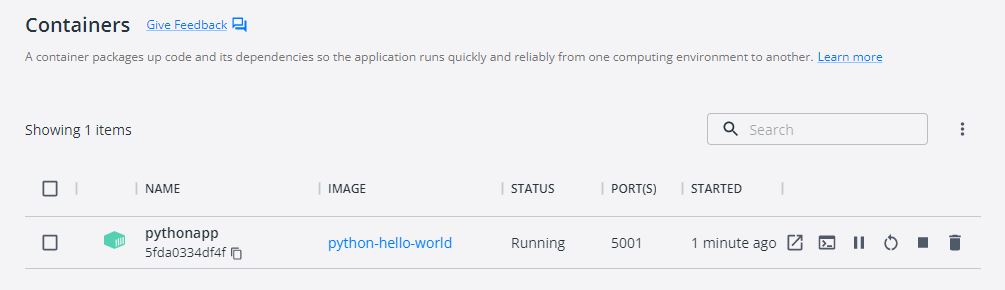 Containers Give Feedback
A container packages up code and its dependencies so the application runs quickly and reliably from one computing environment to another. Learn more
Showing 1 items
Search
NAME IMAGE STATUS PORT(S) STARTED
pythonapp
5fda0334df4f
python-hello-world Running 5001 1 minute ago